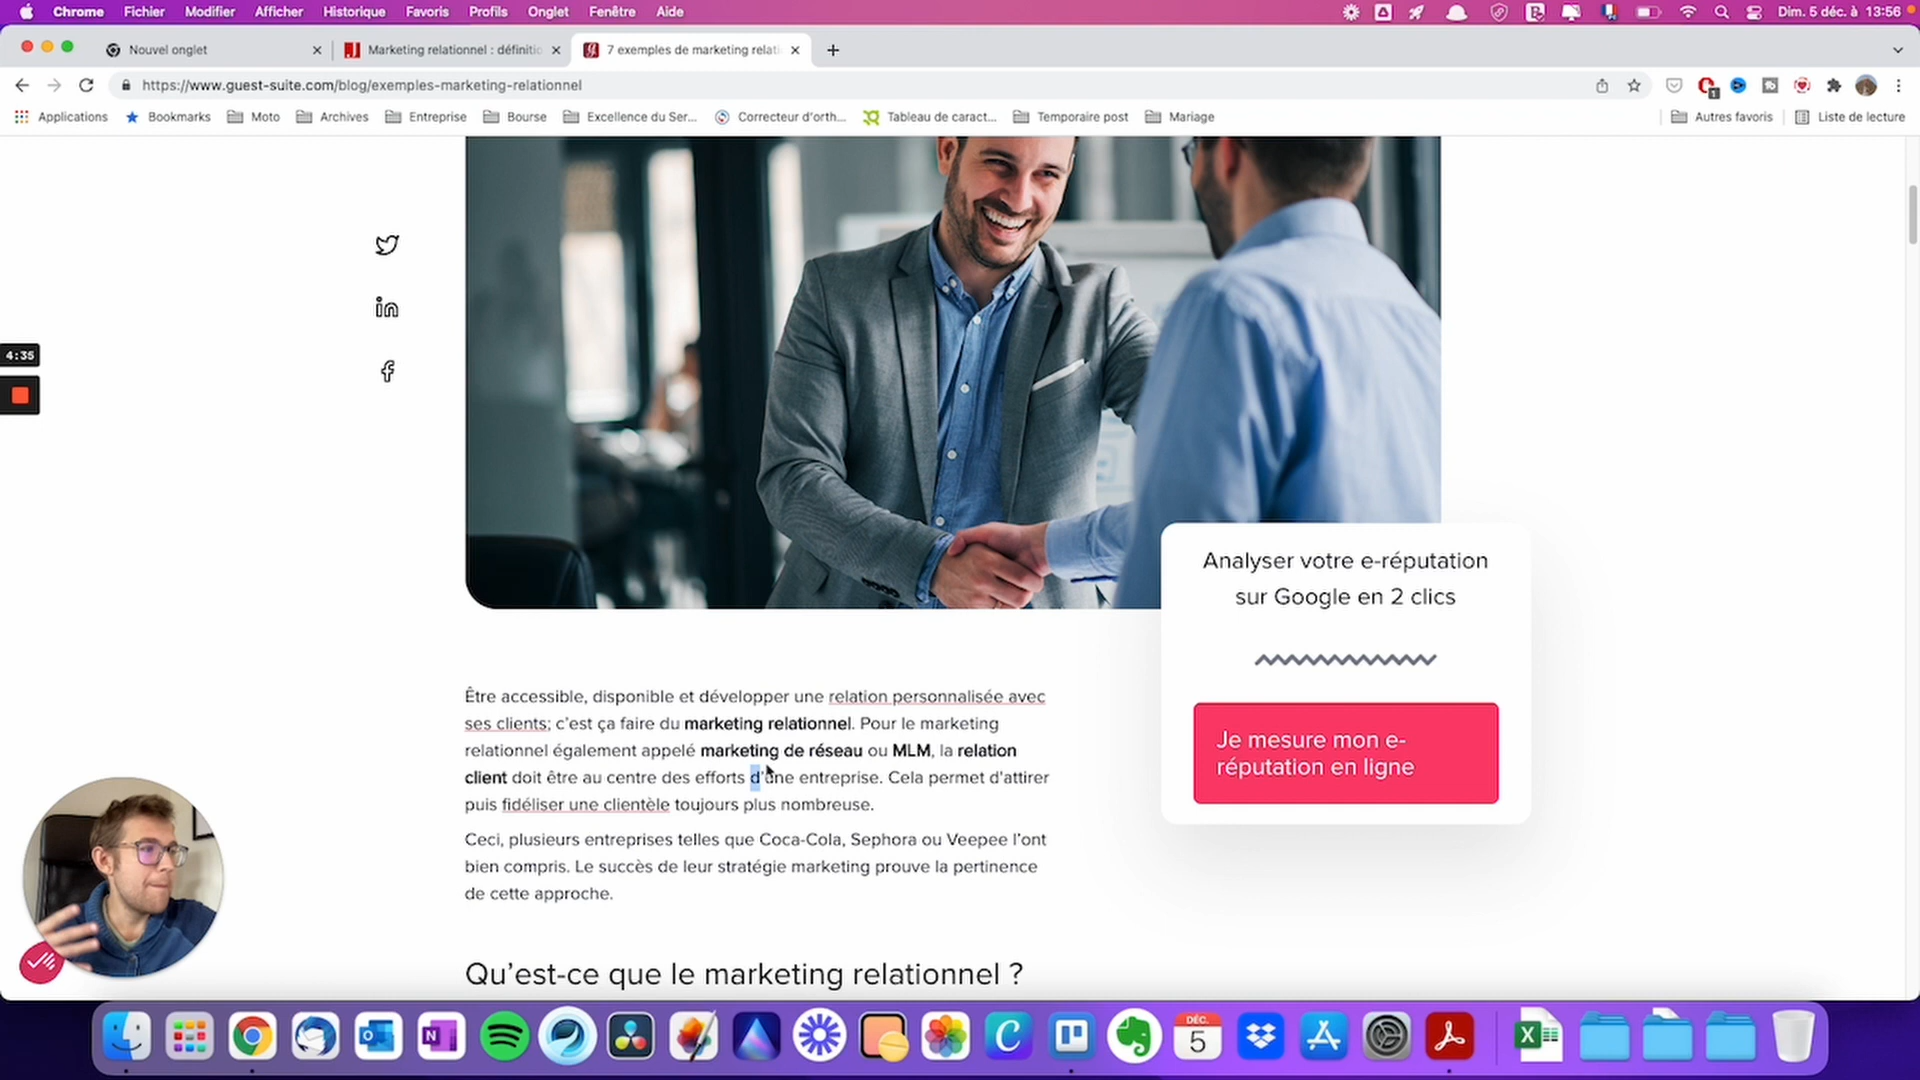 Chrome Fichier Modifier Afficher Historique Favoris Profils Onglet Fenêtre Aide
Dim. 5 déc. à 13:56
Nouvel onglet
Marketing relationnel : définitio
7 exemples de marketing relati
https://www.guest-suite.com/blog/exemples-marketing-relationnel
Applications Bookmarks Moto Archives Entreprise Bourse Excellence du Ser... Correcteur d'orth... Tableau de caract... Temporaire post Mariage Autres favoris Liste de lecture
4:35
Analyser votre e-réputation
sur Google en 2 clics
Je mesure mon e-
réputation en ligne
Être accessible, disponible et développer une relation personnalisée avec
ses clients; c'est ça faire du marketing relationnel. Pour le marketing
relationnel également appelé marketing de réseau ou MLM, la relation
client doit être au centre des efforts d'une entreprise. Cela permet d'attirer
puis fidéliser une clientèle toujours plus nombreuse.
Ceci, plusieurs entreprises telles que Coca-Cola, Sephora ou Veepee l'ont
bien compris. Le succès de leur stratégie marketing prouve la pertinence
de cette approche.
Qu'est-ce que le marketing relationnel ?
DÉC.
5